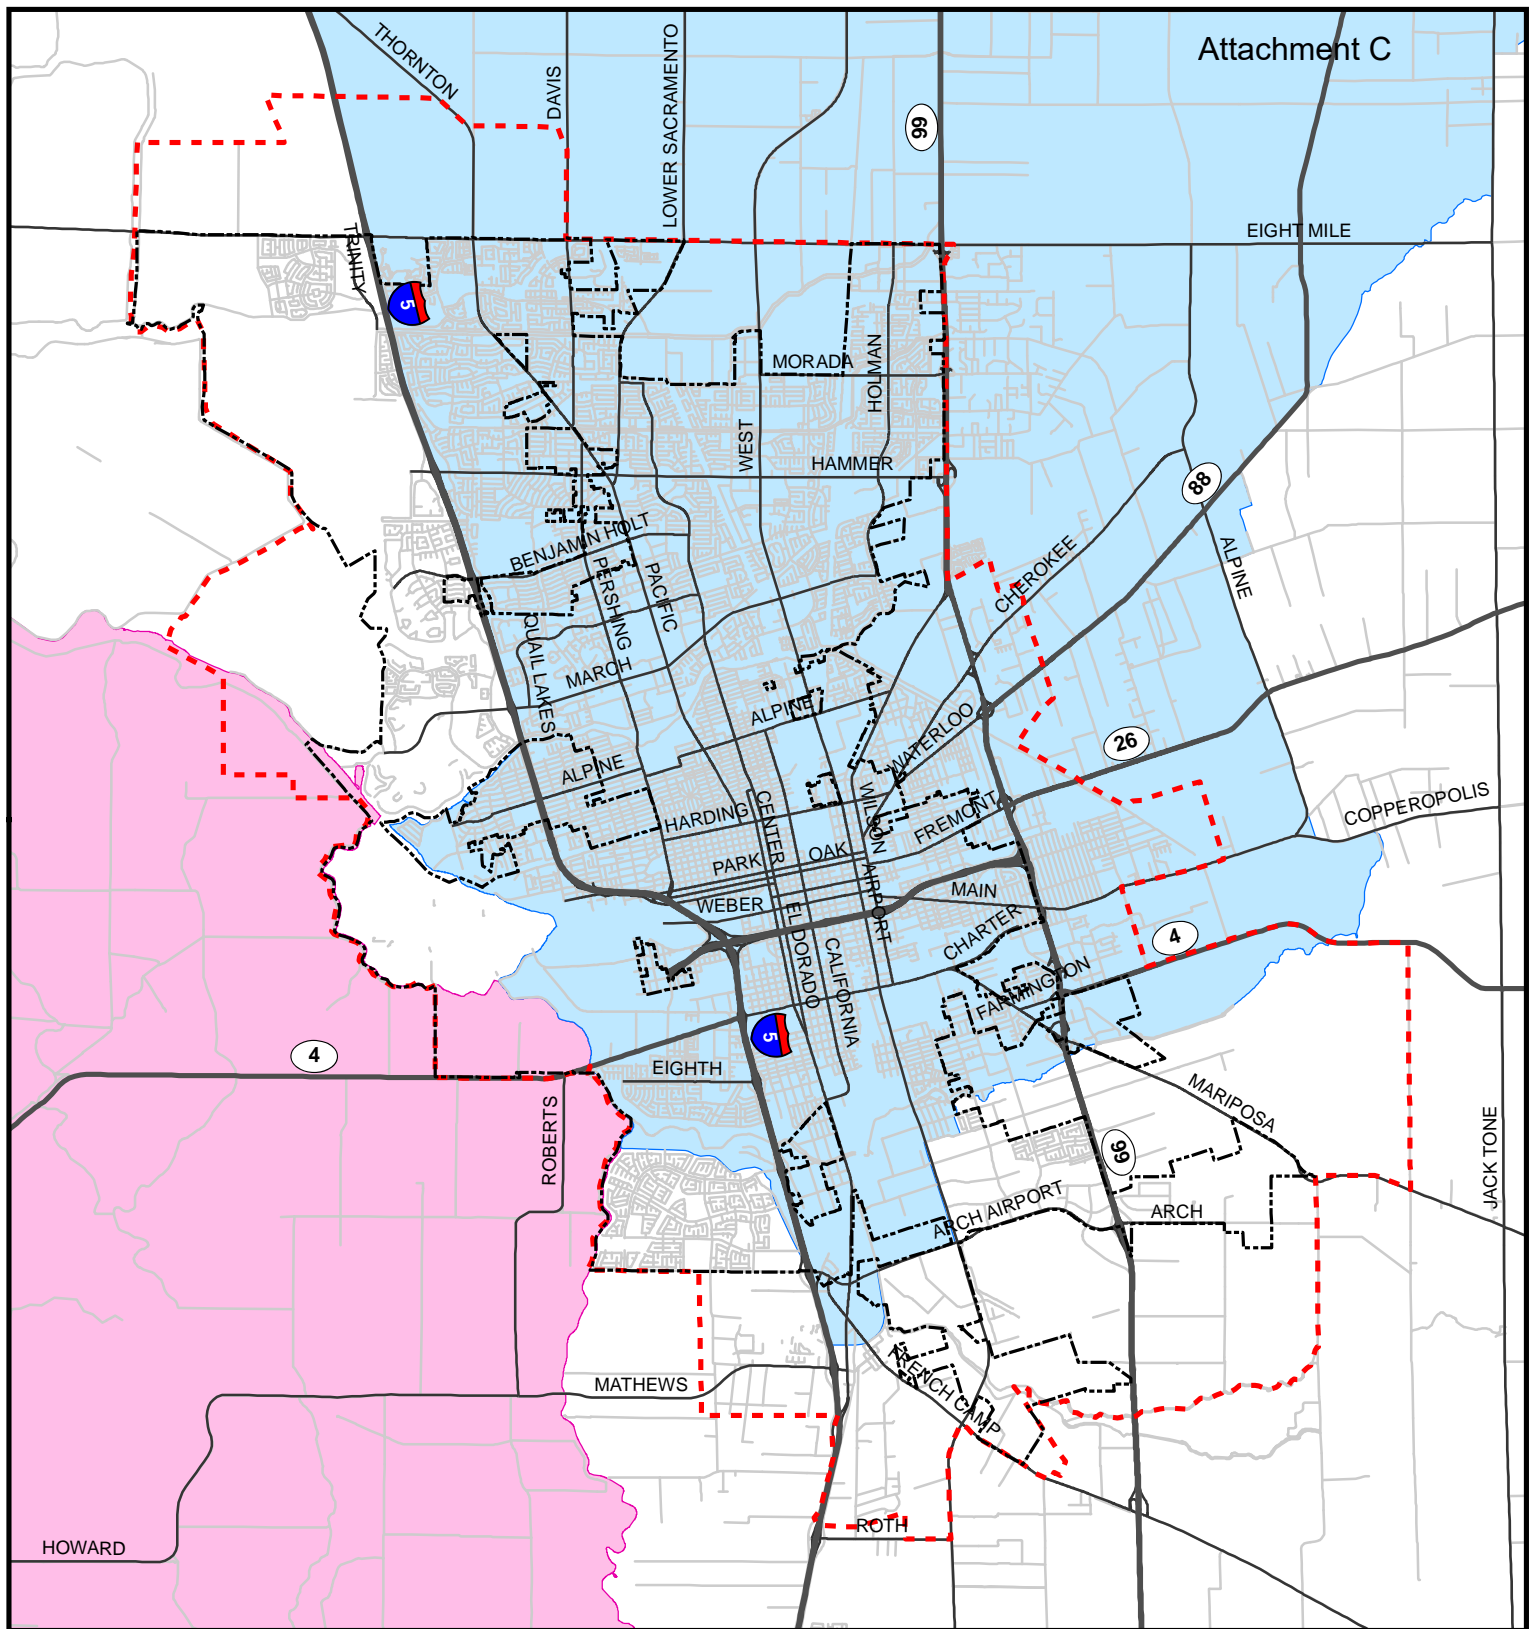 Attachment C
THORNTON
DAVIS
LOWER SACRAMENTO
99
EIGHT MILE
TRINITY
5
MORADA
HOLMAN
WEST
HAMMER
88
BENJAMIN HOLT
PERSHING
PACIFIC
CHEROKEE
ALPINE
QUAIL LAKES
MARCH
ALPINE
WATERLOO
26
ALPINE
COPPEROPOLIS
HARDING
CENTER
WILSON
FREMONT
PARK
OAK
WEBER
MAIN
AIRPORT
EL DORADO
CALIFORNIA
CHARTER
4
FARMINGTON
5
4
EIGHTH
ROBERTS
MARIPOSA
99
JACK TONE
ARCH AIRPORT
ARCH
MATHEWS
FRENCH CAMP
ROTH
HOWARD